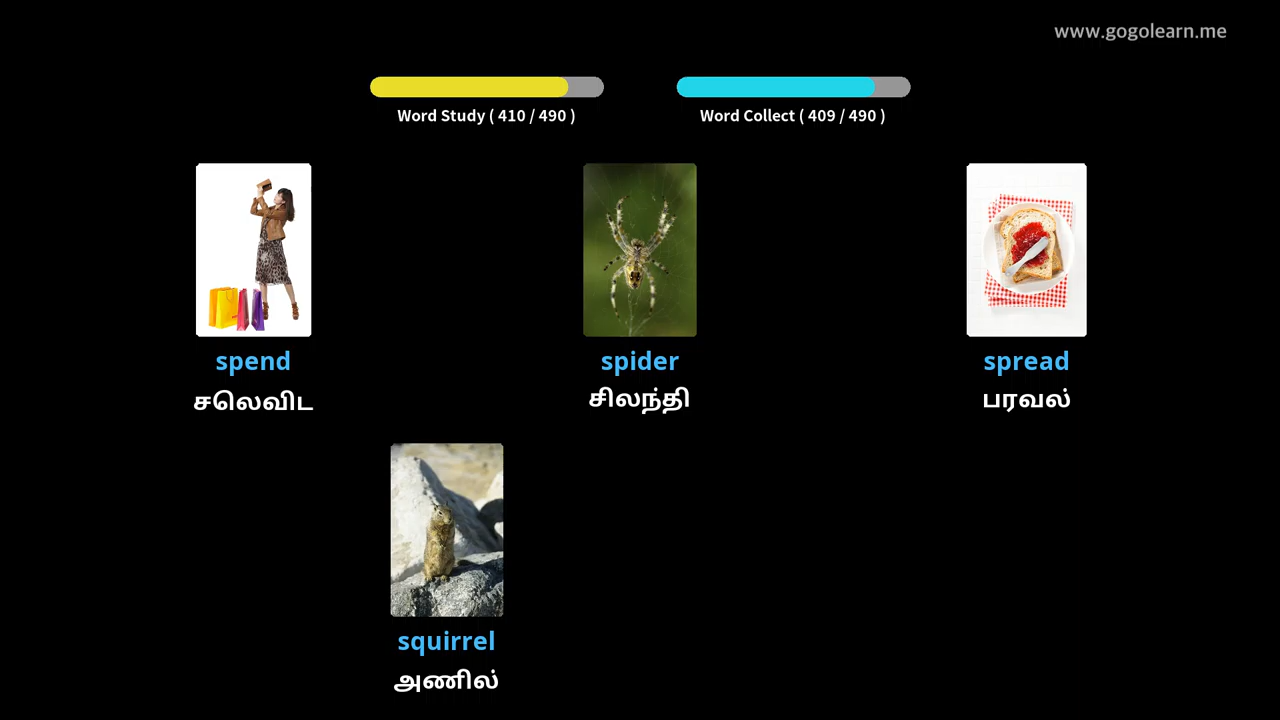 www.gogolearn.me
Word Study ( 410 / 490 )
Word Collect ( 409 / 490 )
spend
spider
spread
சலெவிட
சிலந்தி
பரவல்
squirrel
அணில்